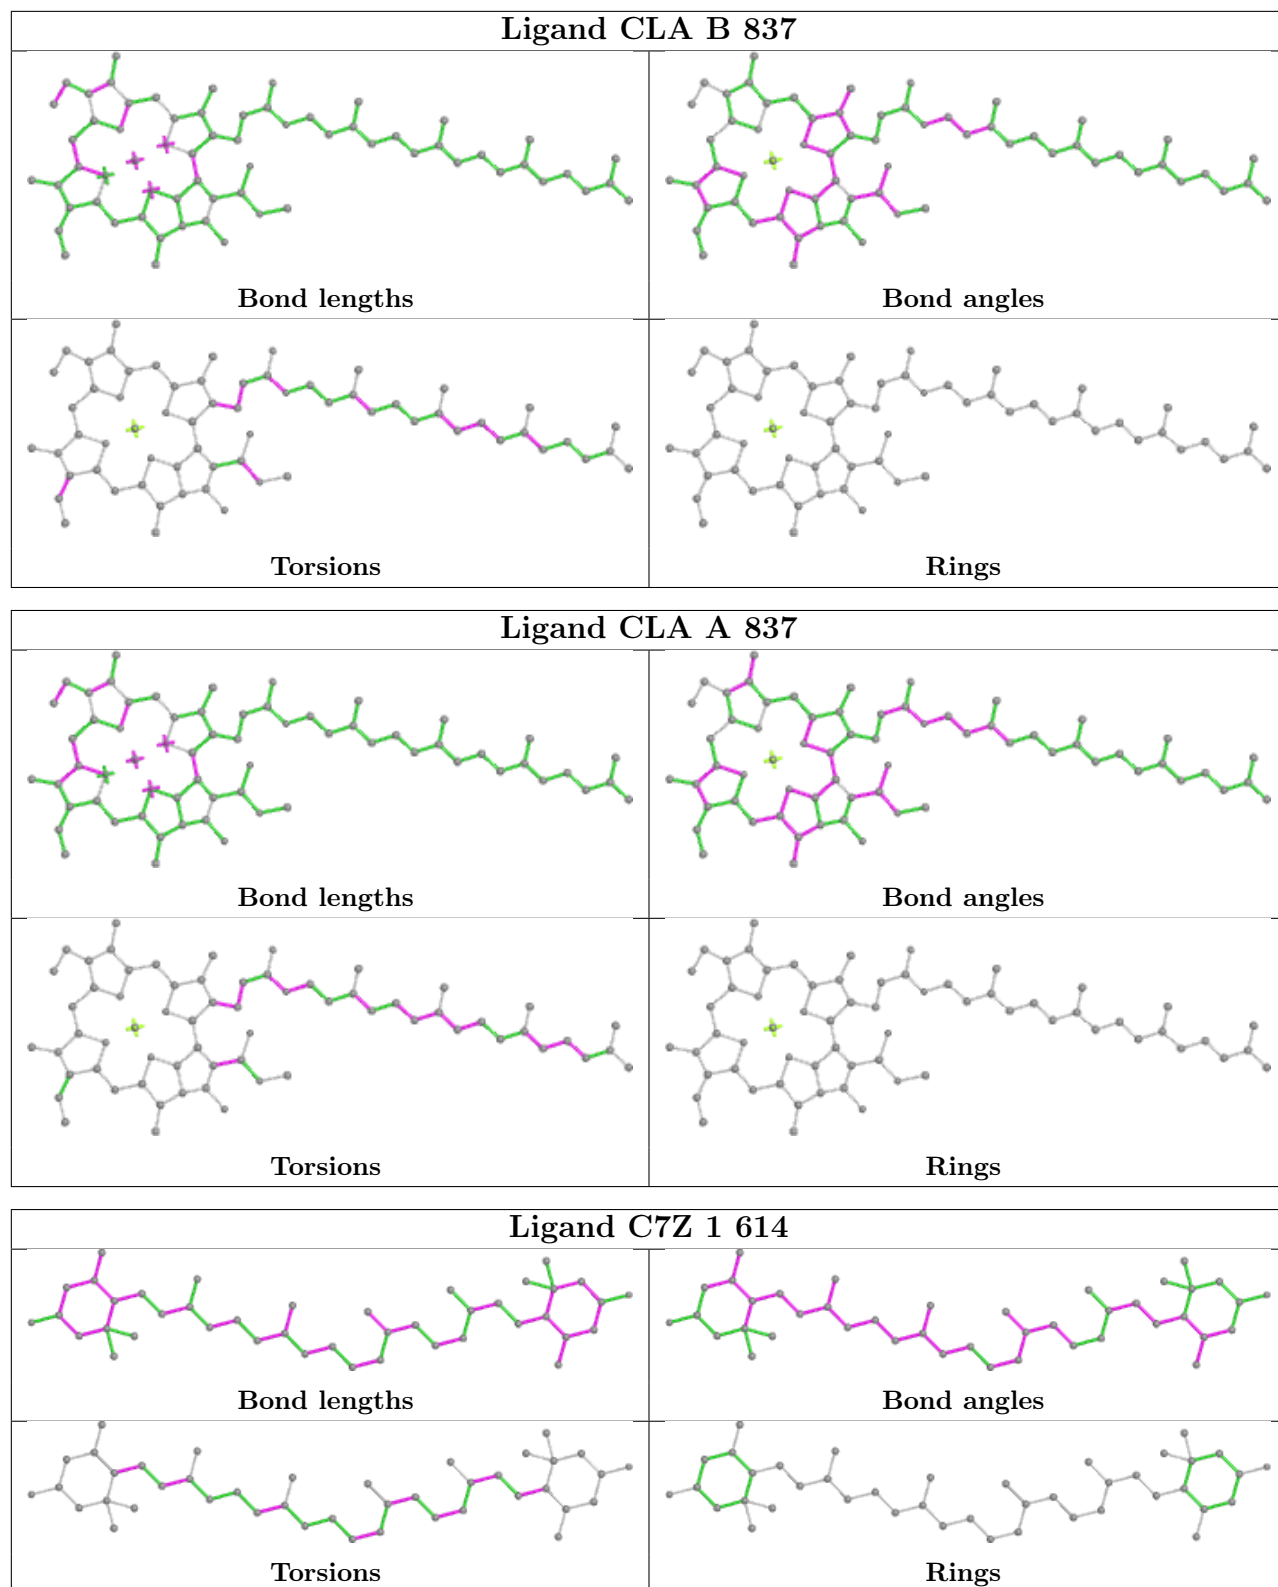 Ligand CLA B 837
Bond lengths
Bond angles
Torsions
Rings
Ligand CLA A 837
Bond lengths
Bond angles
Torsions
Rings
Ligand C7Z 1 614
Bond lengths
Bond angles
Torsions
Rings